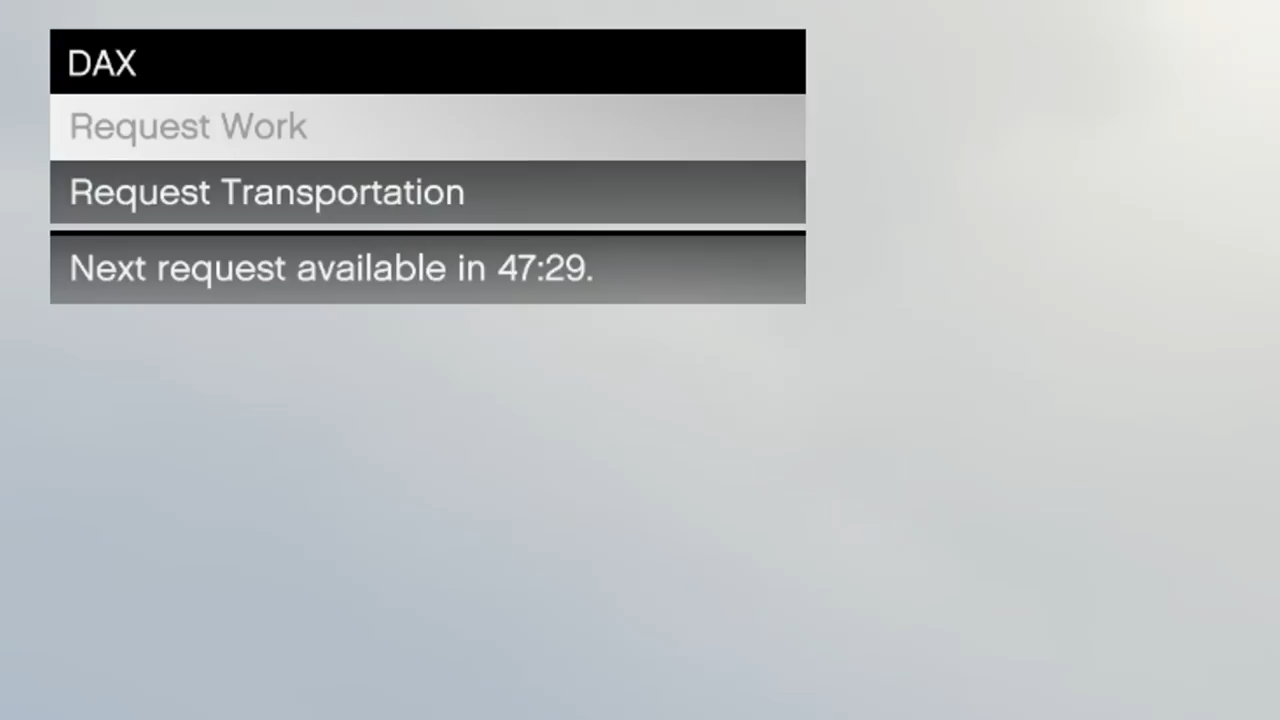 DAX
Request Work
Request Transportation
Next request available in 47:29.